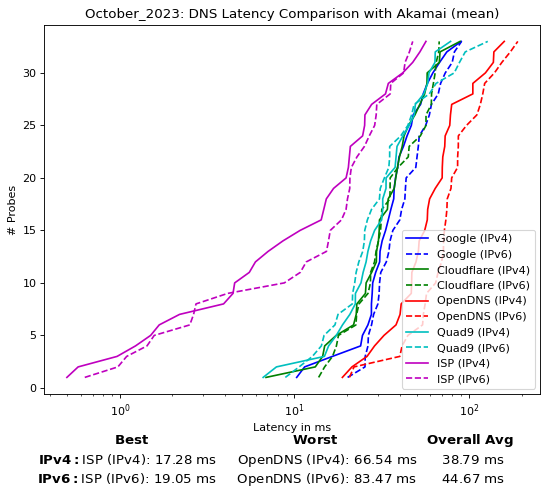 October_2023: DNS Latency Comparison with Akamai (mean)
# Probes
30
25
20
15
10
5
0
Google (IPv4)
Google (IPv6)
Cloudflare (IPv4)
Cloudflare (IPv6)
OpenDNS (IPv4)
OpenDNS (IPv6)
Quad9 (IPv4)
Quad9 (IPv6)
ISP (IPv4)
ISP (IPv6)
10⁰ 10¹ 10²
Latency in ms
Best Worst Overall Avg
IPv4: ISP (IPv4): 17.28 ms OpenDNS (IPv4): 66.54 ms 38.79 ms
IPv6: ISP (IPv6): 19.05 ms OpenDNS (IPv6): 83.47 ms 44.67 ms